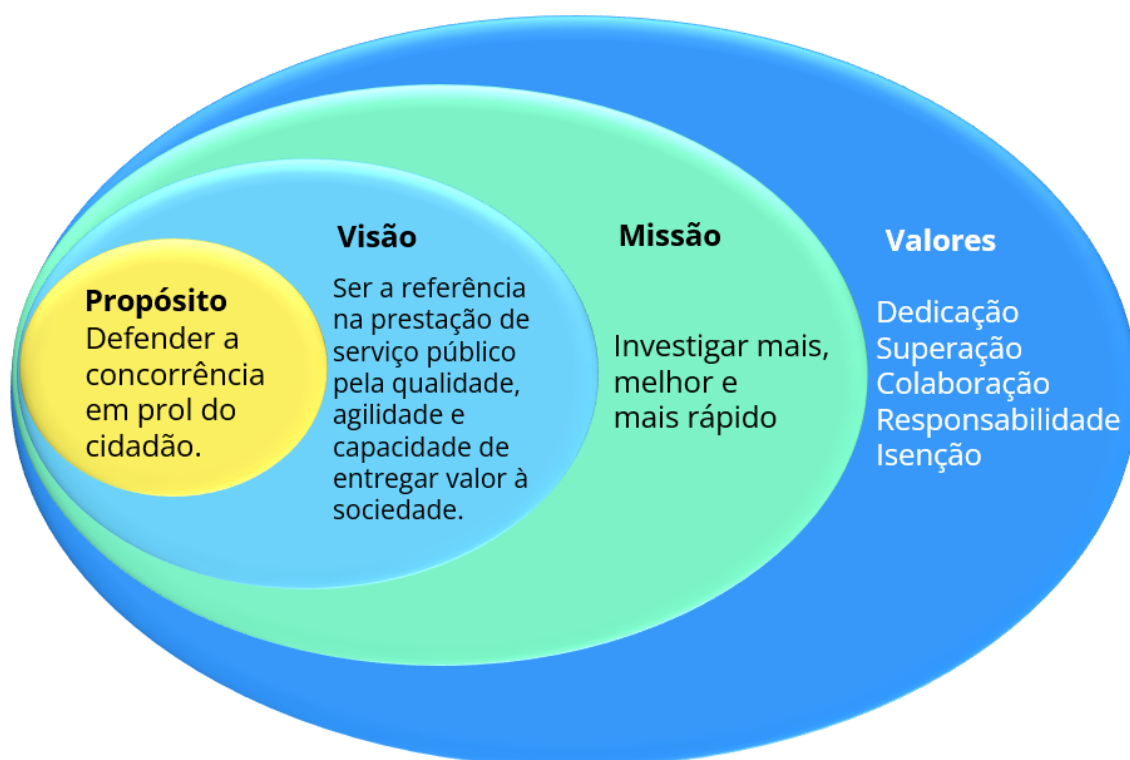 Propósito
Defender a
concorrência
em prol do
cidadão.
Visão
Ser a referência
na prestação de
serviço público
pela qualidade,
agilidade e
capacidade de
entregar valor à
sociedade.
Missão
Investigar mais,
melhor e
mais rápido
Valores
Dedicação
Superação
Colaboração
Responsabilidade
Isenção